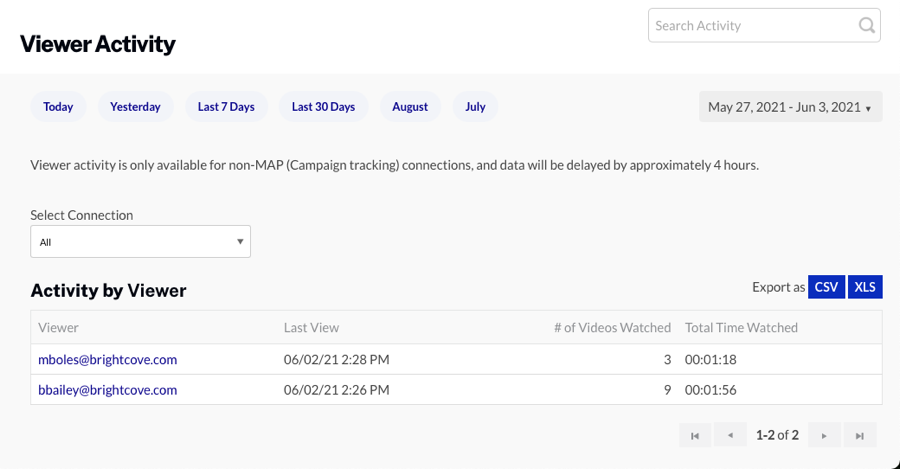 Search Activity
Viewer Activity
Today Yesterday Last 7 Days Last 30 Days August July May 27, 2021 - Jun 3, 2021
Viewer activity is only available for non-MAP (Campaign tracking) connections, and data will be delayed by approximately 4 hours.
Select Connection
All
Activity by Viewer Export as CSV XLS
Viewer Last View # of Videos Watched Total Time Watched
mboles@brightcove.com 06/02/21 2:28 PM 3 00:01:18
bbailey@brightcove.com 06/02/21 2:26 PM 9 00:01:56
1-2 of 2